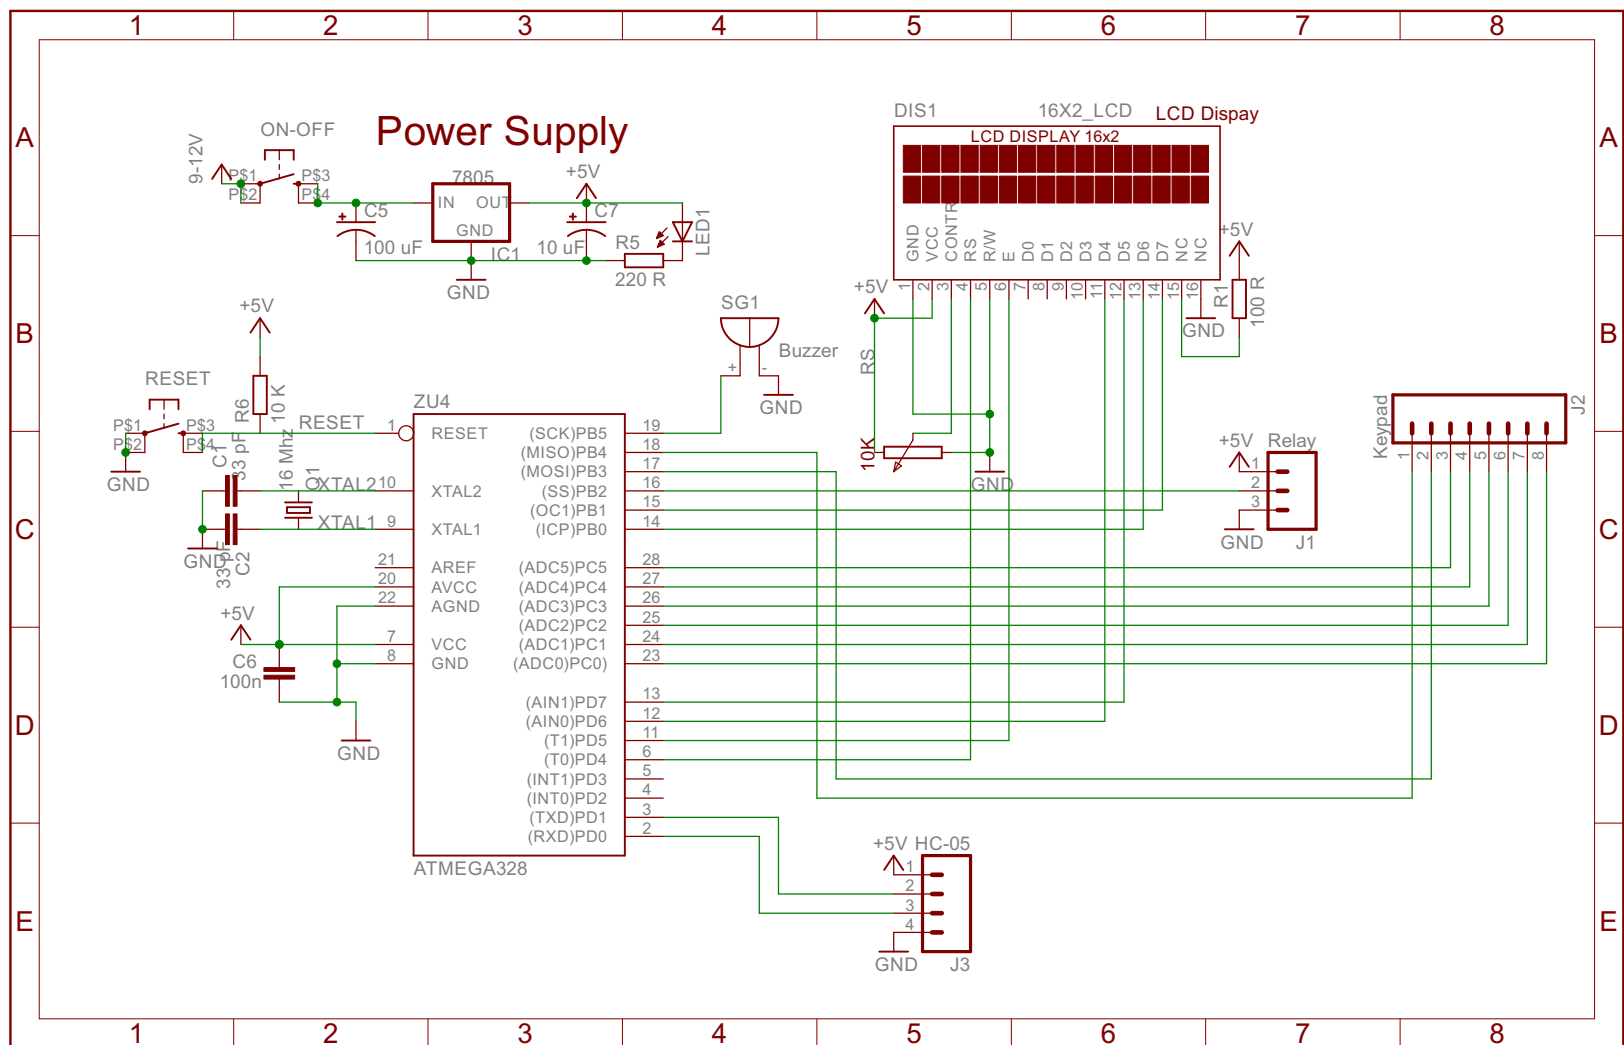 1 2 3 4 5 6 7 8
A
B
C
D
E
A
B
C
D
E
1 2 3 4 5 6 7 8
Power Supply
9-12V
ON-OFF
P$1
P$2
P$3
P$4
C5
100 uF
7805
IN
OUT
GND
IC1
GND
+5V
C7
10 uF
R5
220 R
LED1
DIS1
16X2_LCD
LCD Dispay
LCD DISPLAY 16x2
GND
VCC
CONTR
RS
R/W
E
D0
D1
D2
D3
D4
D5
D6
D7
NC
NC
1
2
3
4
5
6
7
8
9
10
11
12
13
14
15
16
GND
+5V
R1
100 R
+5V
RS
10K
GND
SG1
Buzzer
+
-
GND
+5V
R6
10 K
RESET
P$1
P$2
P$3
P$4
GND
RESET
C1
33 pF
16 Mhz
Q1
XTAL2
XTAL1
GND
33 pF
C2
+5V
C6
100n
GND
ZU4
1 RESET
10 XTAL2
9 XTAL1
21 AREF
20 AVCC
22 AGND
7 VCC
8 GND
(SCK)PB5 19
(MISO)PB4 18
(MOSI)PB3 17
(SS)PB2 16
(OC1)PB1 15
(ICP)PB0 14
(ADC5)PC5 28
(ADC4)PC4 27
(ADC3)PC3 26
(ADC2)PC2 25
(ADC1)PC1 24
(ADC0)PC0) 23
(AIN1)PD7 13
(AIN0)PD6 12
(T1)PD5 11
(T0)PD4 6
(INT1)PD3 5
(INT0)PD2 4
(TXD)PD1 3
(RXD)PD0 2
ATMEGA328
+5V
Relay
1
2
3
GND
J1
Keypad
J2
1
2
3
4
5
6
7
8
+5V HC-05
1
2
3
4
GND
J3